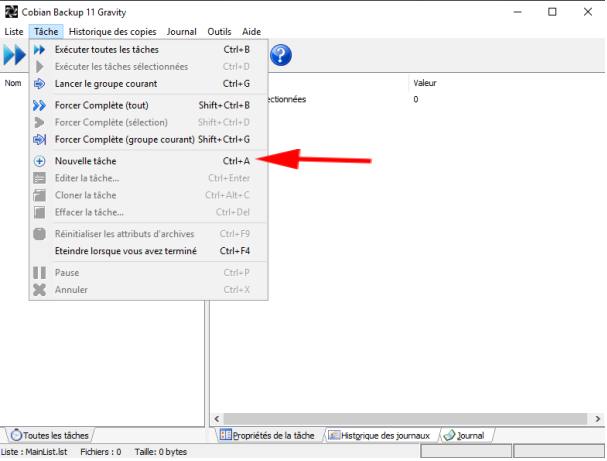 Cobian Backup 11 Gravity
Liste Tâche Historique des copies Journal Outils Aide
Exécuter toutes les tâches Ctrl+B
Exécuter les tâches sélectionnées Ctrl+D
Lancer le groupe courant Ctrl+G
Forcer Complète (tout) Shift+Ctrl+B
Forcer Complète (sélection) Shift+Ctrl+D
Forcer Complète (groupe courant) Shift+Ctrl+G
Nouvelle tâche Ctrl+A
Editer la tâche... Ctrl+Enter
Cloner la tâche Ctrl+Alt+C
Effacer la tâche... Ctrl+Del
Réinitialiser les attributs d'archives Ctrl+F9
Eteindre lorsque vous avez terminé Ctrl+F4
Pause Ctrl+P
Annuler Ctrl+X
Nom
Valeur
ectionnées 0
Toutes les tâches
Propriétés de la tâche Historique des journaux Journal
Liste : MainList.lst Fichiers : 0 Taille: 0 bytes